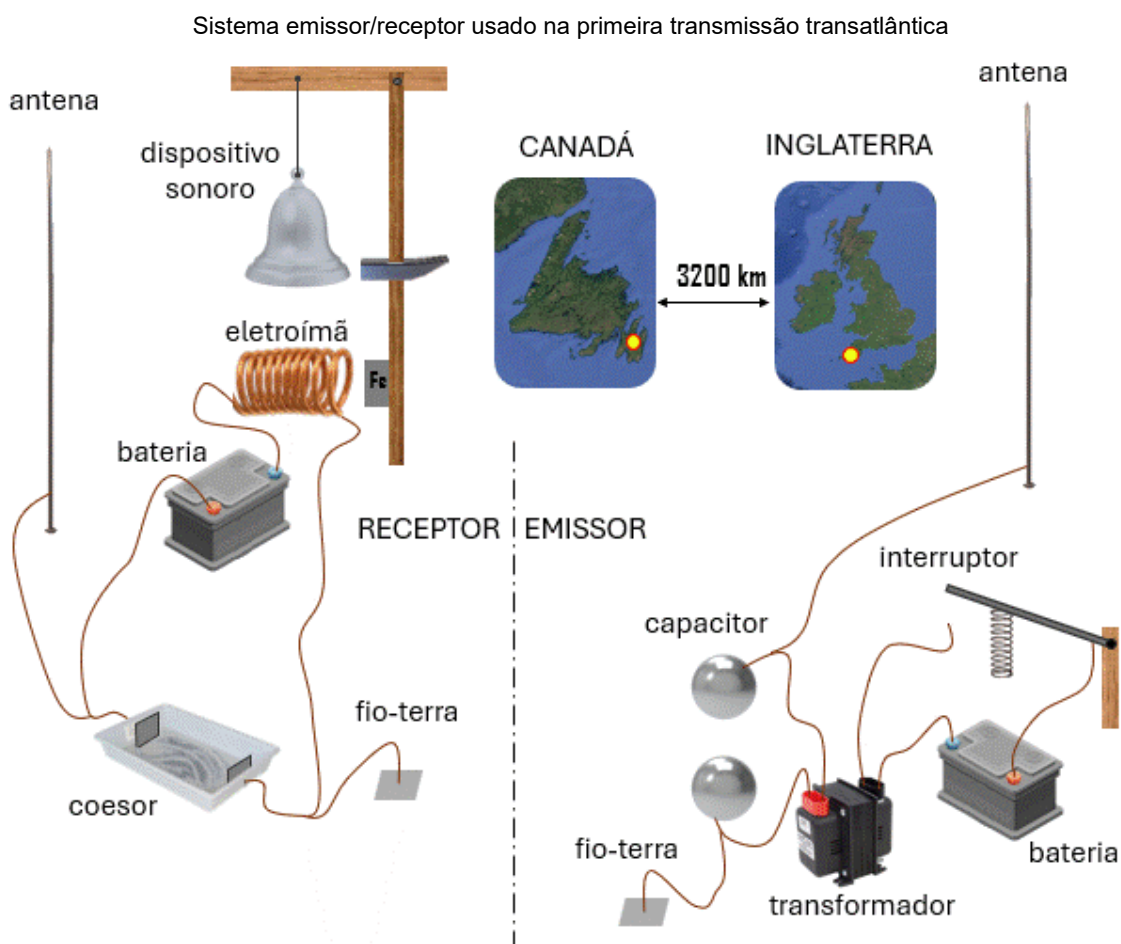 Sistema emissor/receptor usado na primeira transmissão transatlântica
antena
dispositivo
sonoro
eletroímã
Fe
bateria
CANADÁ
INGLATERRA
3200 km
antena
RECEPTOR
EMISSOR
interruptor
capacitor
fio-terra
coesor
fio-terra
bateria
transformador